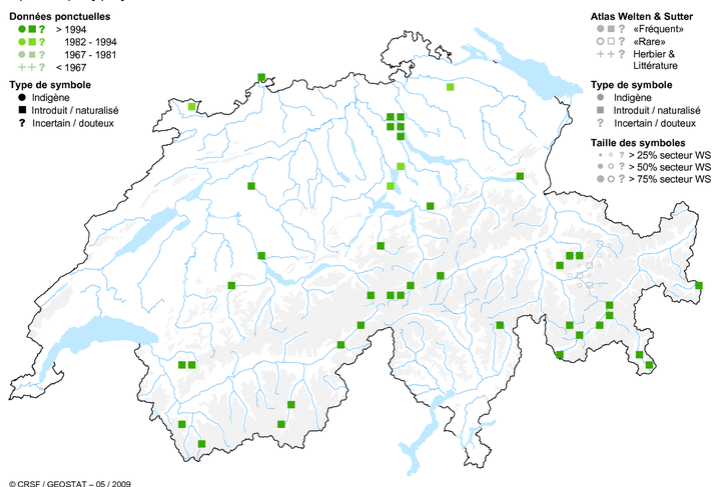 Données ponctuelles
> 1994
1982 - 1994
1967 - 1981
< 1967
Type de symbole
Indigène
Introduit / naturalisé
? Incertain / douteux
Atlas Welten & Sutter
«Fréquent»
«Rare»
Herbier &
Littérature
Type de symbole
Indigène
Introduit / naturalisé
? Incertain / douteux
Taille des symboles
> 25% secteur WS
> 50% secteur WS
> 75% secteur WS
© CRSF / GEOSTAT – 05 / 2009